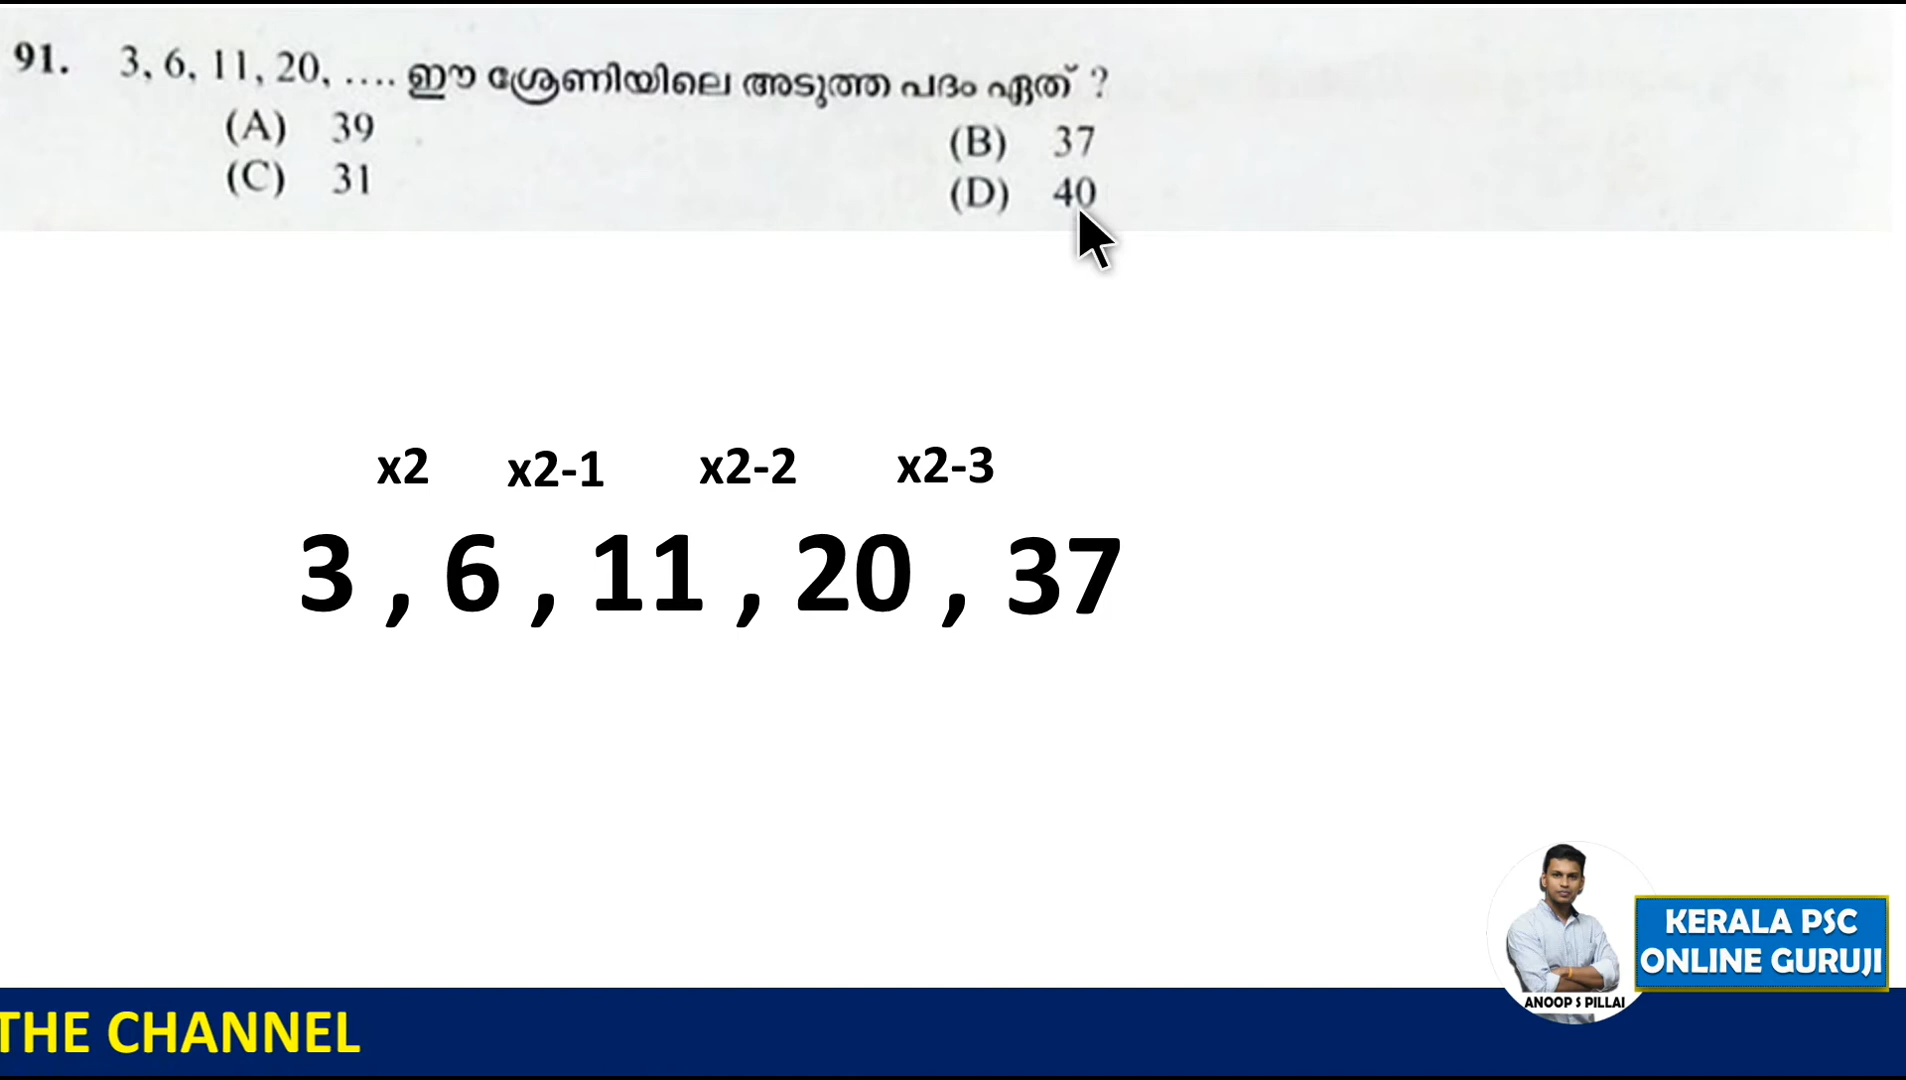 91. 3, 6, 11, 20, .... ഈ ശ്രേണിയിലെ അടുത്ത പദം ഏത് ?
(A) 39
(B) 37
(C) 31
(D) 40
x2 x2-1 x2-2 x2-3
3 , 6 , 11 , 20 , 37
KERALA PSC
ONLINE GURUJI
ANOOP S PILLAI
THE CHANNEL